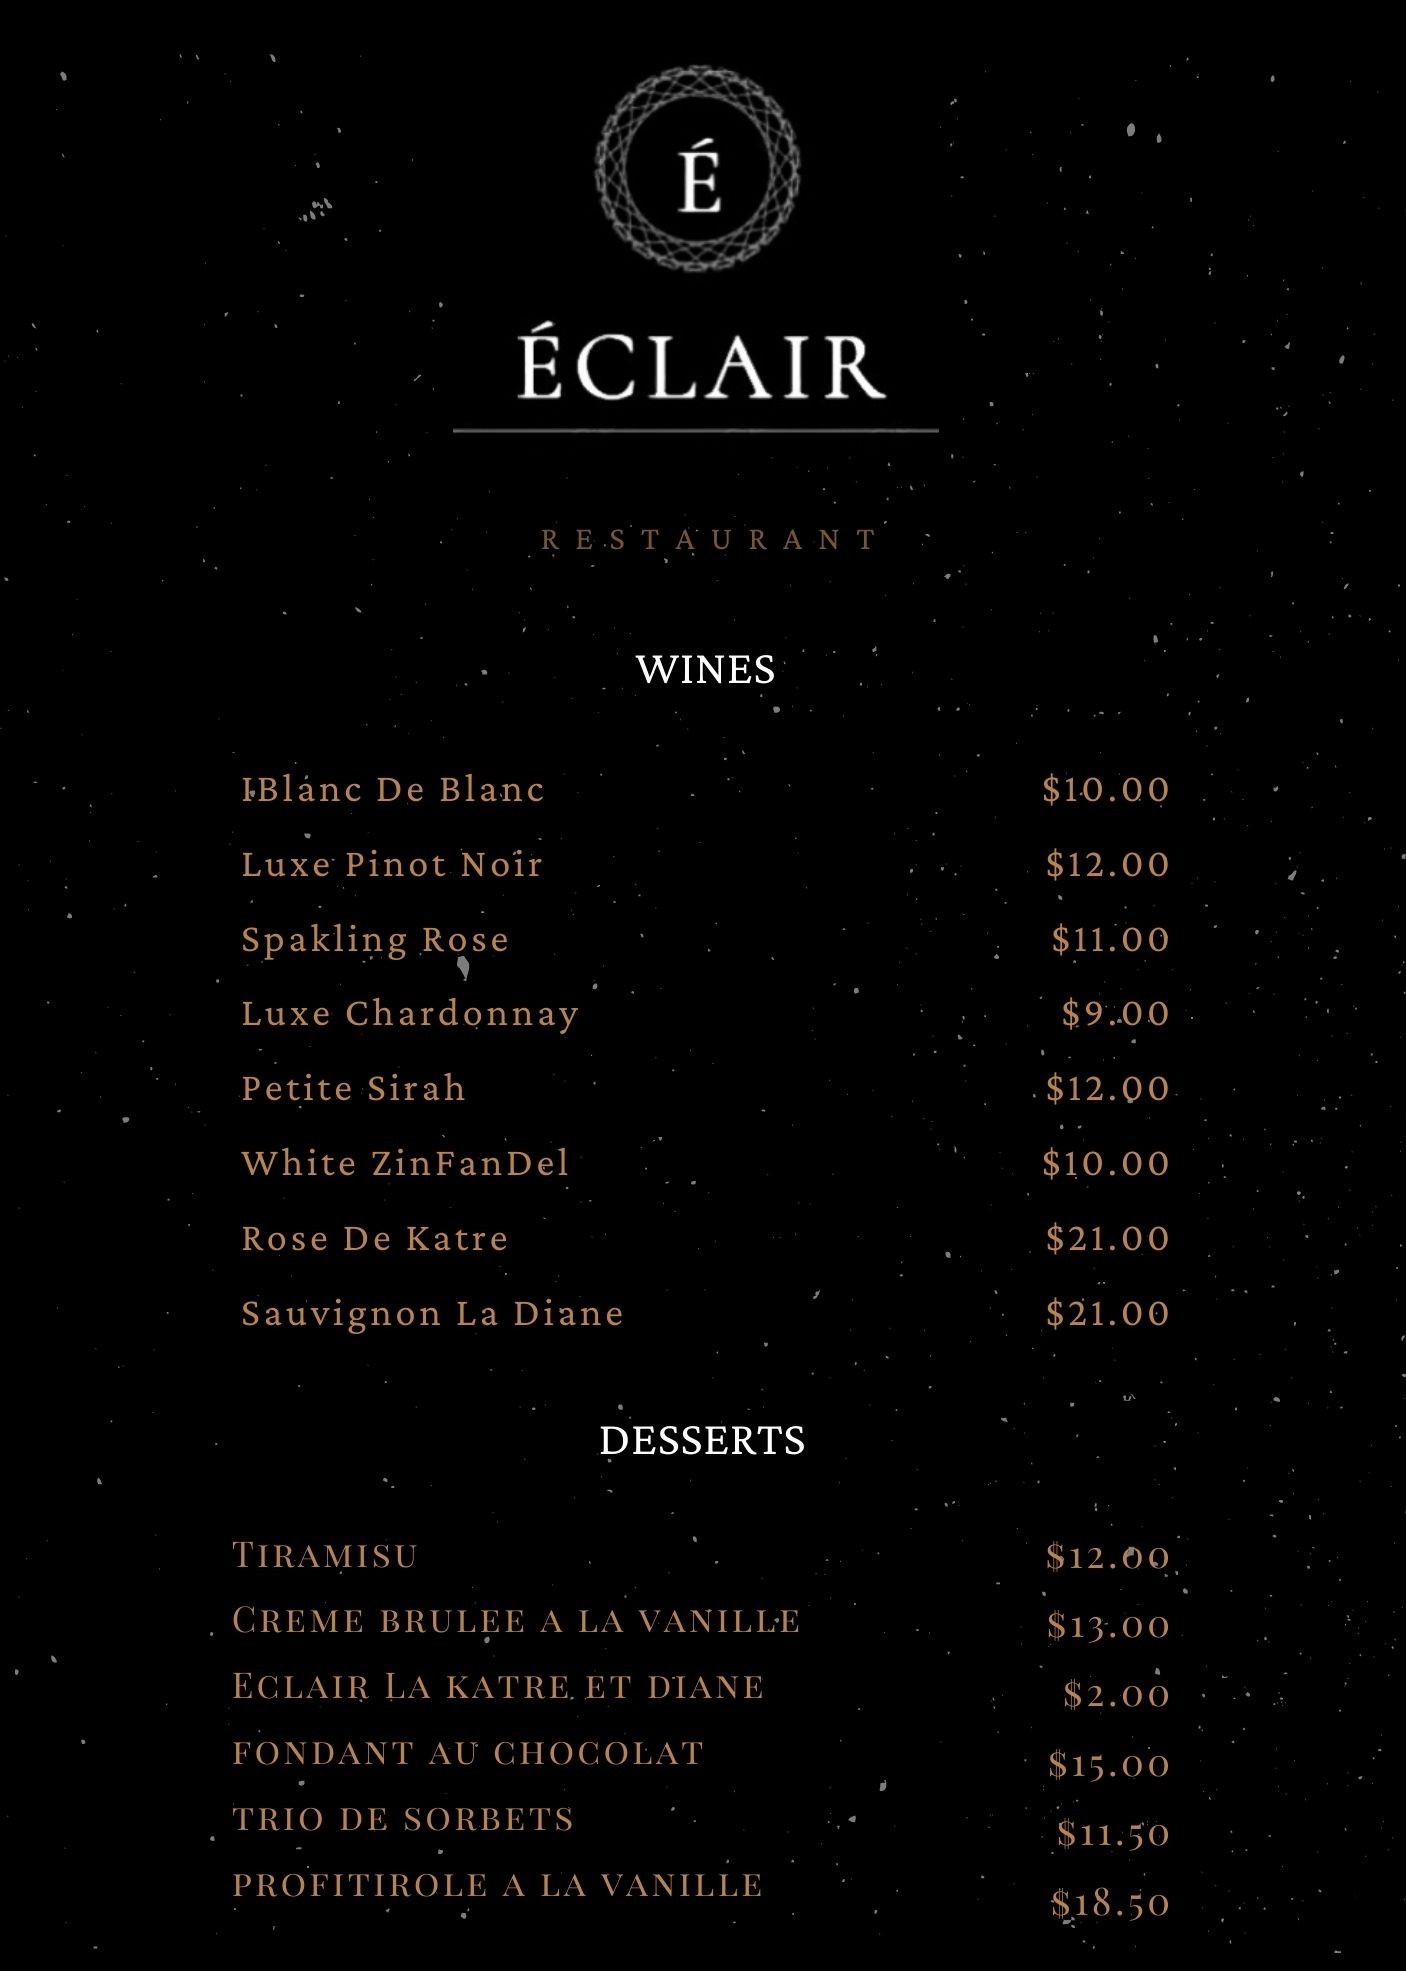 É
ÉCLAIR
RESTAURANT
WINES
IBlanc De Blanc $10.00
Luxe Pinot Noir $12.00
Spakling Rose $11.00
Luxe Chardonnay $9.00
Petite Sirah $12.00
White ZinFanDel $10.00
Rose De Katre $21.00
Sauvignon La Diane $21.00
DESSERTS
Tiramisu $12.00
Creme brulee a la vanille $13.00
Eclair La katre et diane $2.00
fondant au chocolat $15.00
trio de sorbets $11.50
profitirole a la vanille $18.50